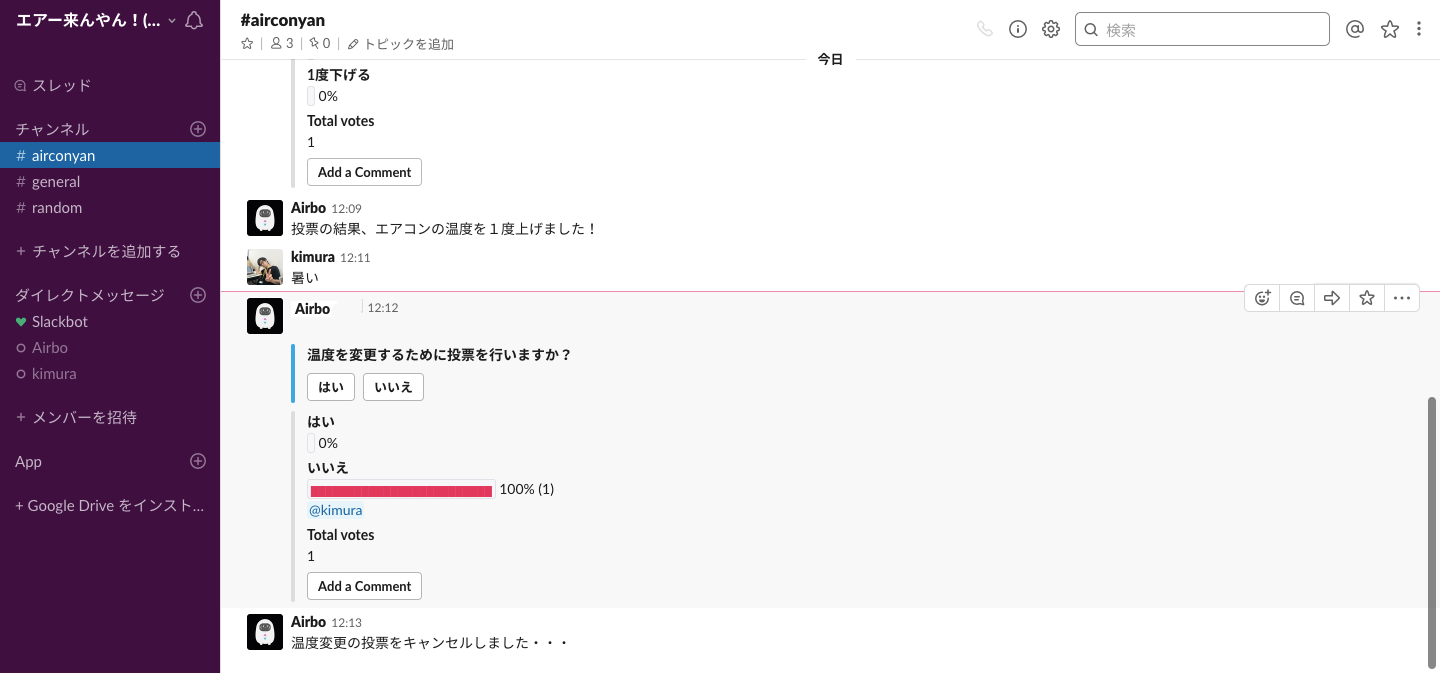 エアー来んやん！(...
スレッド
チャンネル
# airconyan
# general
# random
+ チャンネルを追加する
ダイレクトメッセージ
Slackbot
Airbo
kimura
+ メンバーを招待
App
+ Google Drive をインスト...
#airconyan
3
0
トピックを追加
検索
今日
1度下げる
0%
Total votes
1
Add a Comment
Airbo 12:09
投票の結果、エアコンの温度を１度上げました！
kimura 12:11
暑い
Airbo 12:12
温度を変更するために投票を行いますか？
はい いいえ
はい
0%
いいえ
100% (1)
@kimura
Total votes
1
Add a Comment
Airbo 12:13
温度変更の投票をキャンセルしました・・・